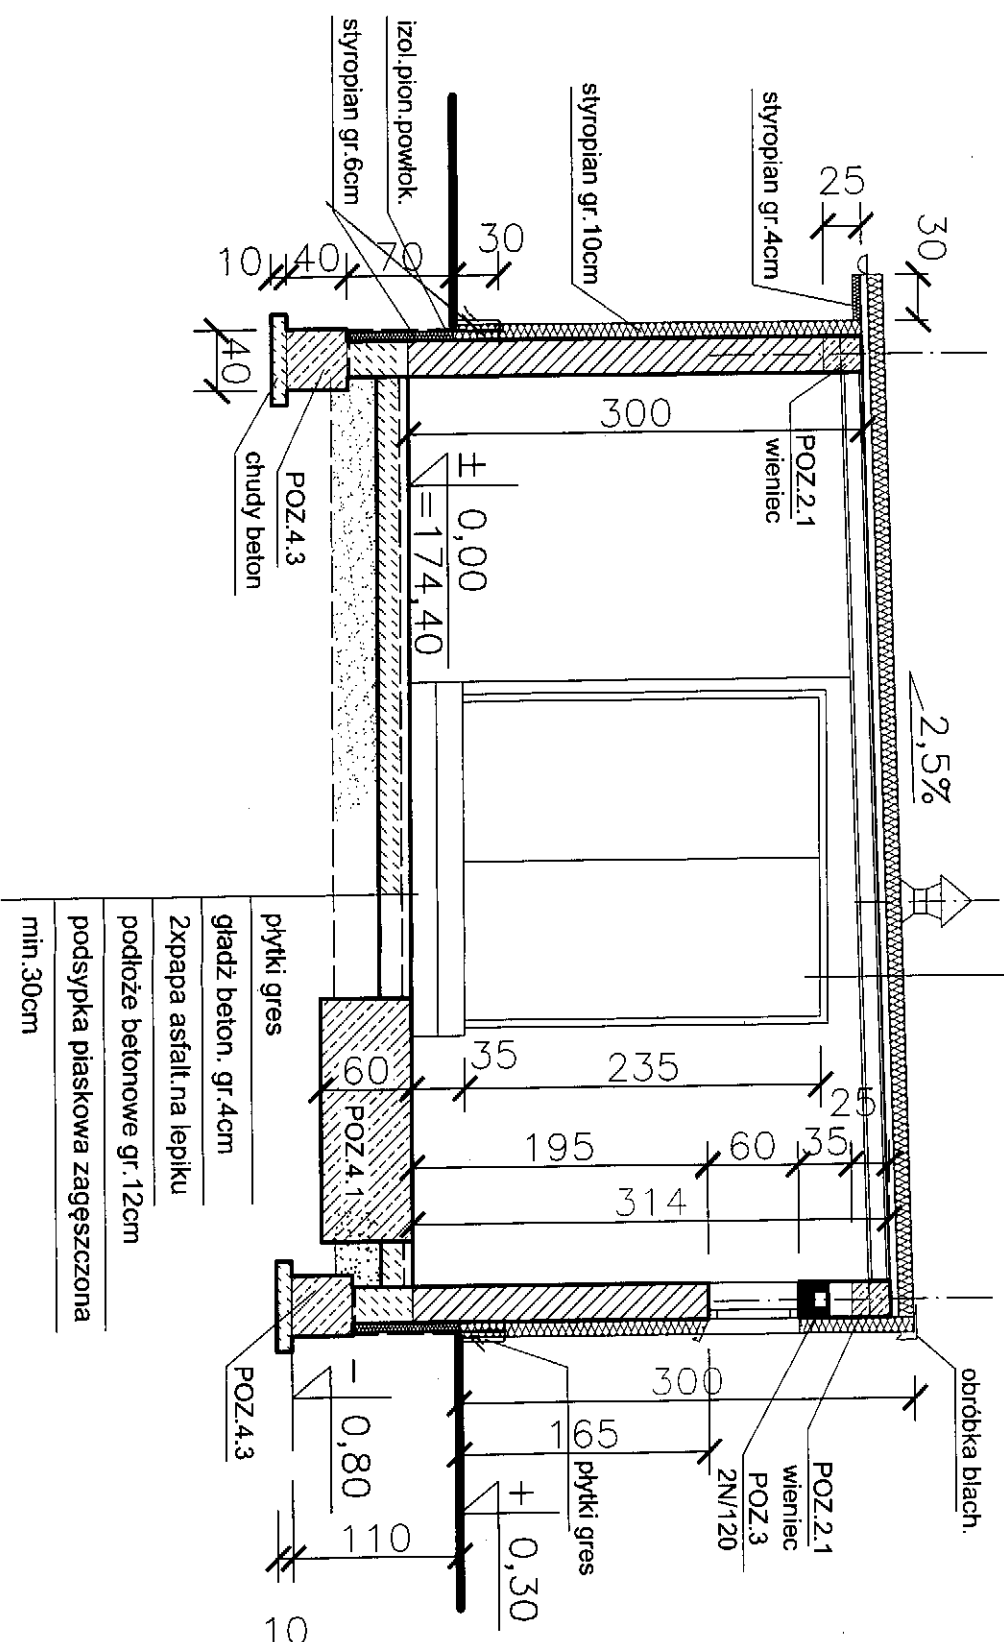 30
25
styropian gr.4cm
styropian gr.10cm
izol.pion.powłok.
styropian gr.6cm
30
70
40
10
40
300
POZ.2.1
wieniec
± 0,00
=174,40
POZ.4.3
chudy beton
2,5%
płytki gres
gładź beton. gr.4cm
2xpapa asfalt.na lepiku
podłoże betonowe gr.12cm
podsypka piaskowa zagęszczona
min.30cm
60
35
235
POZ.4.1
195
60
35
25
314
obróbka blach.
POZ.2.1
wieniec
POZ.3
2N/120
300
165
płytki gres
+ 0,30
- 0,80
POZ.4.3
110
10